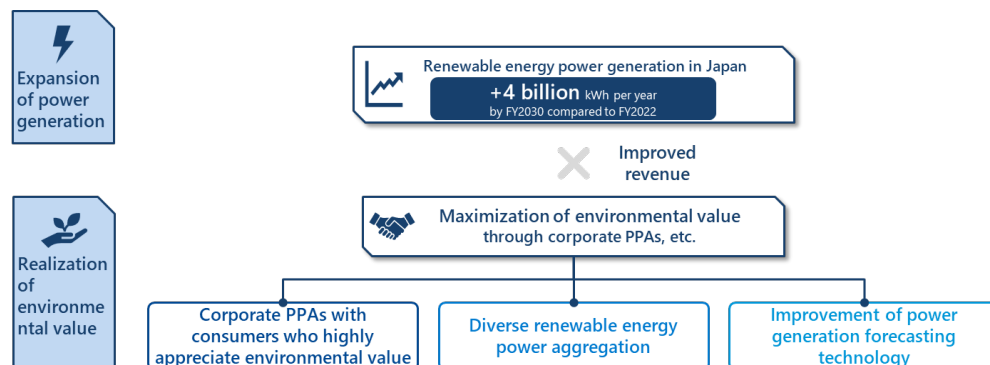 Expansion
of power
generation
Renewable energy power generation in Japan
+4 billion kWh per year
by FY2030 compared to FY2022
Improved
revenue
Maximization of environmental value
through corporate PPAs, etc.
Realization
of
environme
ntal value
Corporate PPAs with
consumers who highly
appreciate environmental value
Diverse renewable energy
power aggregation
Improvement of power
generation forecasting
technology